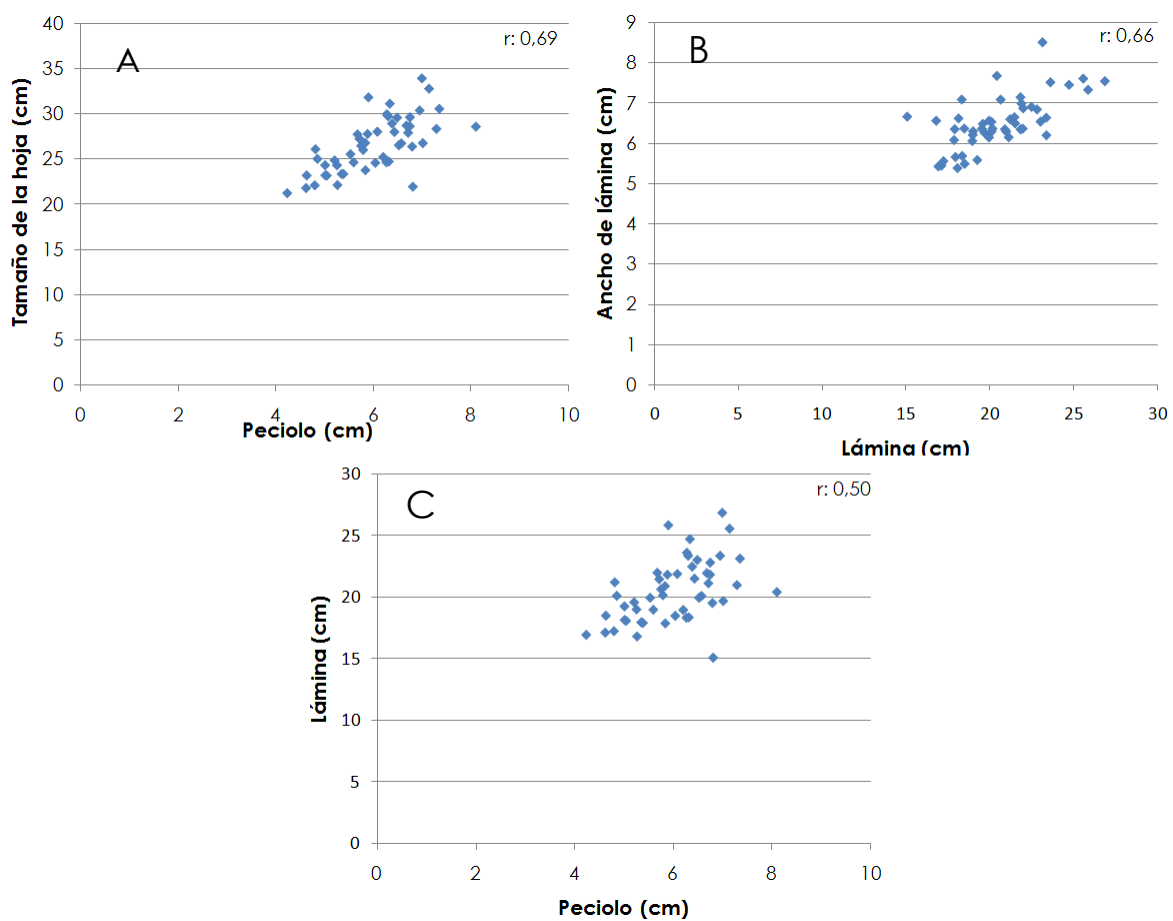 A
r: 0,69
Tamaño de la hoja (cm)
40
35
30
25
20
15
10
5
0
0 2 4 6 8 10
Peciolo (cm)
B
r: 0,66
Ancho de lámina (cm)
9
8
7
6
5
4
3
2
1
0
0 5 10 15 20 25 30
Lámina (cm)
C
r: 0,50
Lámina (cm)
30
25
20
15
10
5
0
0 2 4 6 8 10
Peciolo (cm)